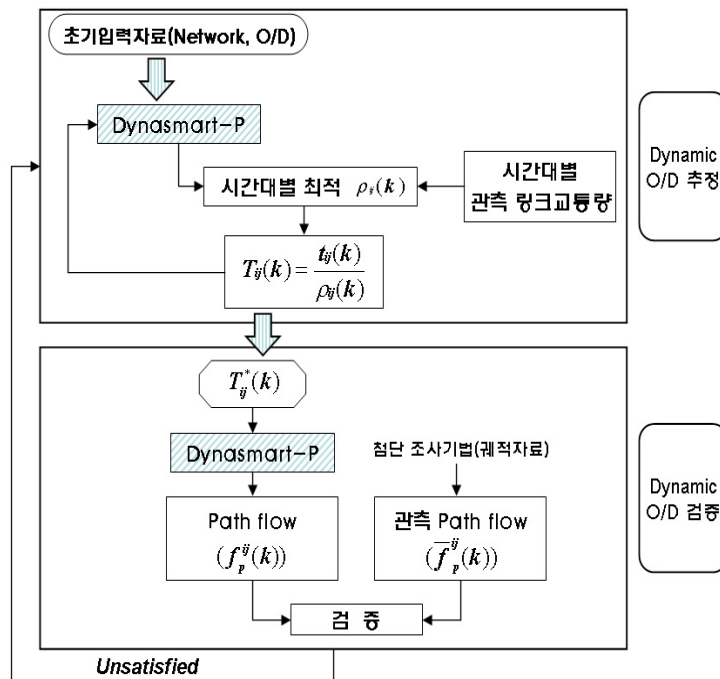 초기입력자료(Network, O/D)
Dynasmart-P
시간대별 최적 ρᵢⱼ(k)
시간대별
관측 링크교통량
Tᵢⱼ(k) = tᵢⱼ(k) / ρᵢⱼ(k)
Dynamic
O/D 추정
Tᵢⱼ*(k)
Dynasmart-P
첨단 조사기법(궤적자료)
Path flow
(fₚⁱʲ(k))
관측 Path flow
(f̅ₚⁱʲ(k))
Dynamic
O/D 검증
검 증
Unsatisfied